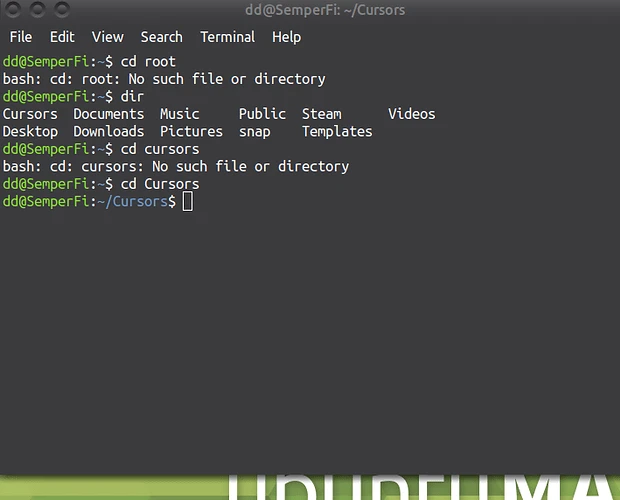 dd@SemperFi: ~/Cursors
File Edit View Search Terminal Help
dd@SemperFi:~$ cd root
bash: cd: root: No such file or directory
dd@SemperFi:~$ dir
Cursors  Documents  Music     Public  Steam      Videos
Desktop  Downloads  Pictures  snap    Templates
dd@SemperFi:~$ cd cursors
bash: cd: cursors: No such file or directory
dd@SemperFi:~$ cd Cursors
dd@SemperFi:~/Cursors$